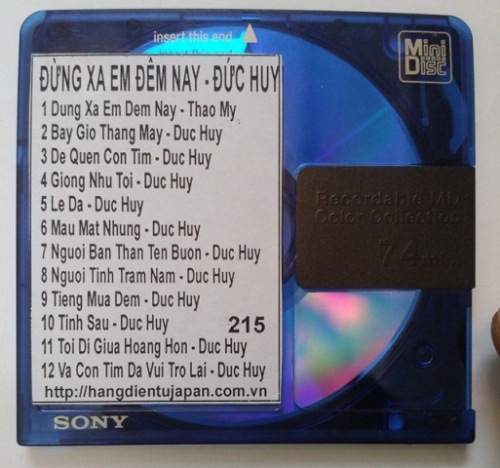 insert this end
Mini
Disc
ĐỪNG XA EM ĐÊM NAY - ĐỨC HUY
1 Dung Xa Em Dem Nay - Thao My
2 Bay Gio Thang May - Duc Huy
3 De Quen Con Tim - Duc Huy
4 Giong Nhu Toi - Duc Huy
5 Le Da - Duc Huy
6 Mau Mat Nhung - Duc Huy
7 Nguoi Ban Than Ten Buon - Duc Huy
8 Nguoi Tinh Tram Nam - Duc Huy
9 Tieng Mua Dem - Duc Huy
10 Tinh Sau - Duc Huy 215
11 Toi Di Giua Hoang Hon - Duc Huy
12 Va Con Tim Da Vui Tro Lai - Duc Huy
http://hangdientujapan.com.vn
Recordable
Color Collection
74
SONY